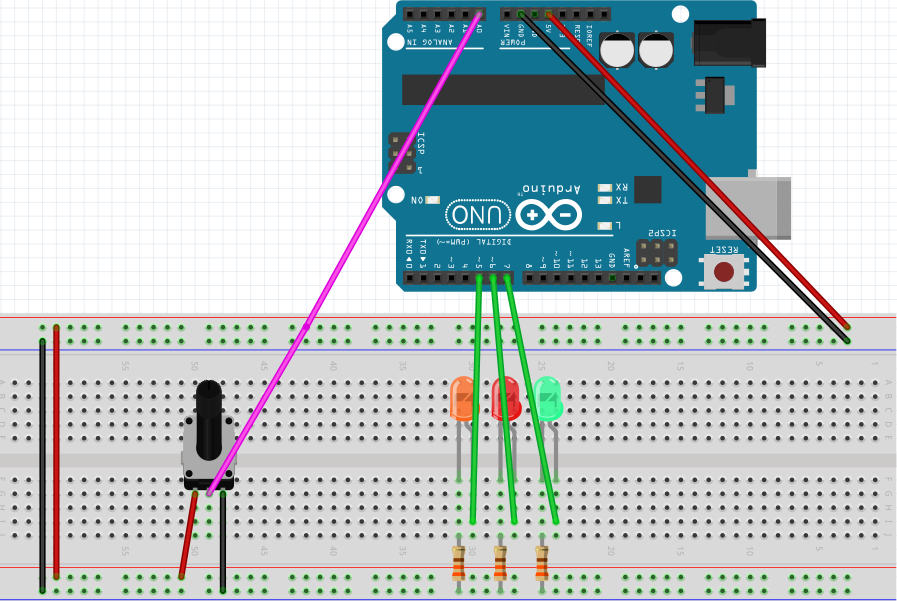 A5 A4 A3 A2 A1 A0
VIN GND 5V RESET IOREF
ANALOG IN
POWER
ICSP
1
ON
UNO
Arduino
TM
RX
TX
L
DIGITAL (PWM=~)
ICSP2
RX0 TX0
0 1 2 ~3 4 ~5 ~6 7 8 ~9 ~10 ~11 12 13 GND AREF
RESET
55 50 45 40 35 30 25 20 15 10 5 1
A A
B B
C C
D D
E E
F F
G G
H H
I I
J J
55 50 45 40 35 30 25 20 15 10 5 1